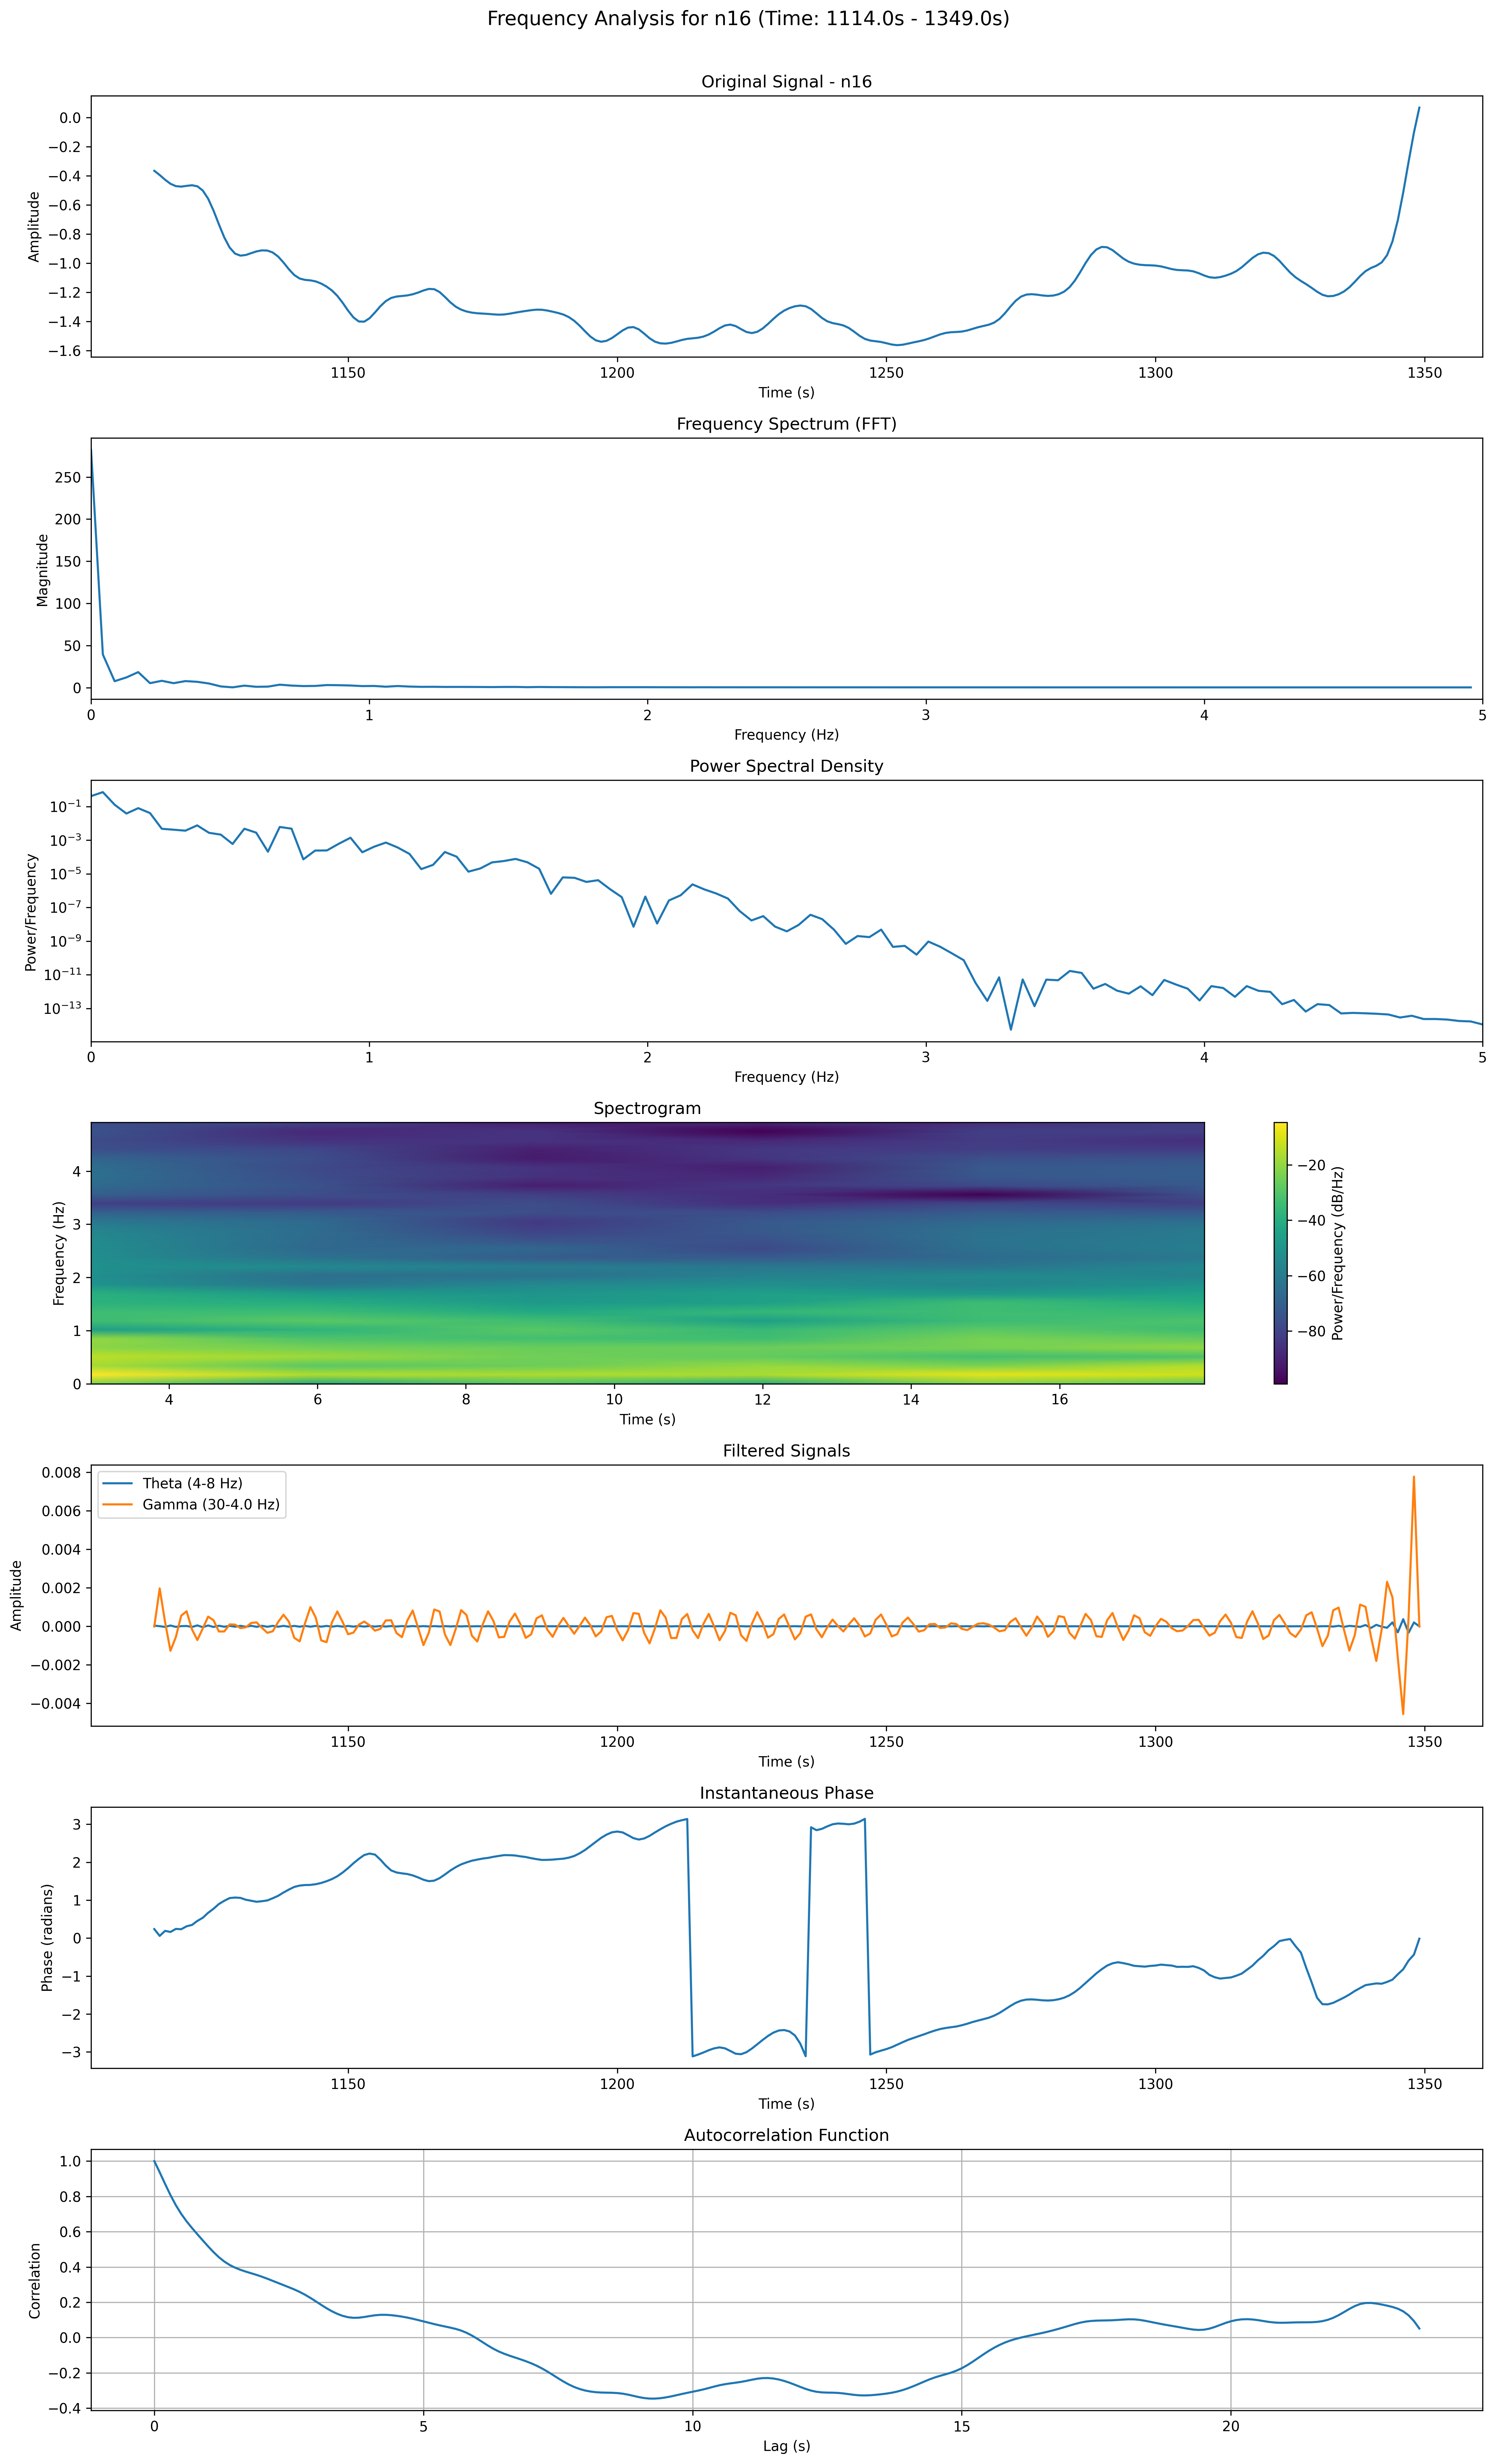 Frequency Analysis for n16 (Time: 1114.0s - 1349.0s)
Original Signal - n16
Amplitude
0.0
−0.2
−0.4
−0.6
−0.8
−1.0
−1.2
−1.4
−1.6
1150 1200 1250 1300 1350
Time (s)
Frequency Spectrum (FFT)
Magnitude
250
200
150
100
50
0
0 1 2 3 4 5
Frequency (Hz)
Power Spectral Density
Power/Frequency
10⁻¹
10⁻³
10⁻⁵
10⁻⁷
10⁻⁹
10⁻¹¹
10⁻¹³
0 1 2 3 4 5
Frequency (Hz)
Spectrogram
Frequency (Hz)
4
3
2
1
0
4 6 8 10 12 14 16
Time (s)
−20
−40
−60
−80
Power/Frequency (dB/Hz)
Filtered Signals
Theta (4-8 Hz)
Gamma (30-4.0 Hz)
Amplitude
0.008
0.006
0.004
0.002
0.000
−0.002
−0.004
1150 1200 1250 1300 1350
Time (s)
Instantaneous Phase
Phase (radians)
3
2
1
0
−1
−2
−3
1150 1200 1250 1300 1350
Time (s)
Autocorrelation Function
Correlation
1.0
0.8
0.6
0.4
0.2
0.0
−0.2
−0.4
0 5 10 15 20
Lag (s)